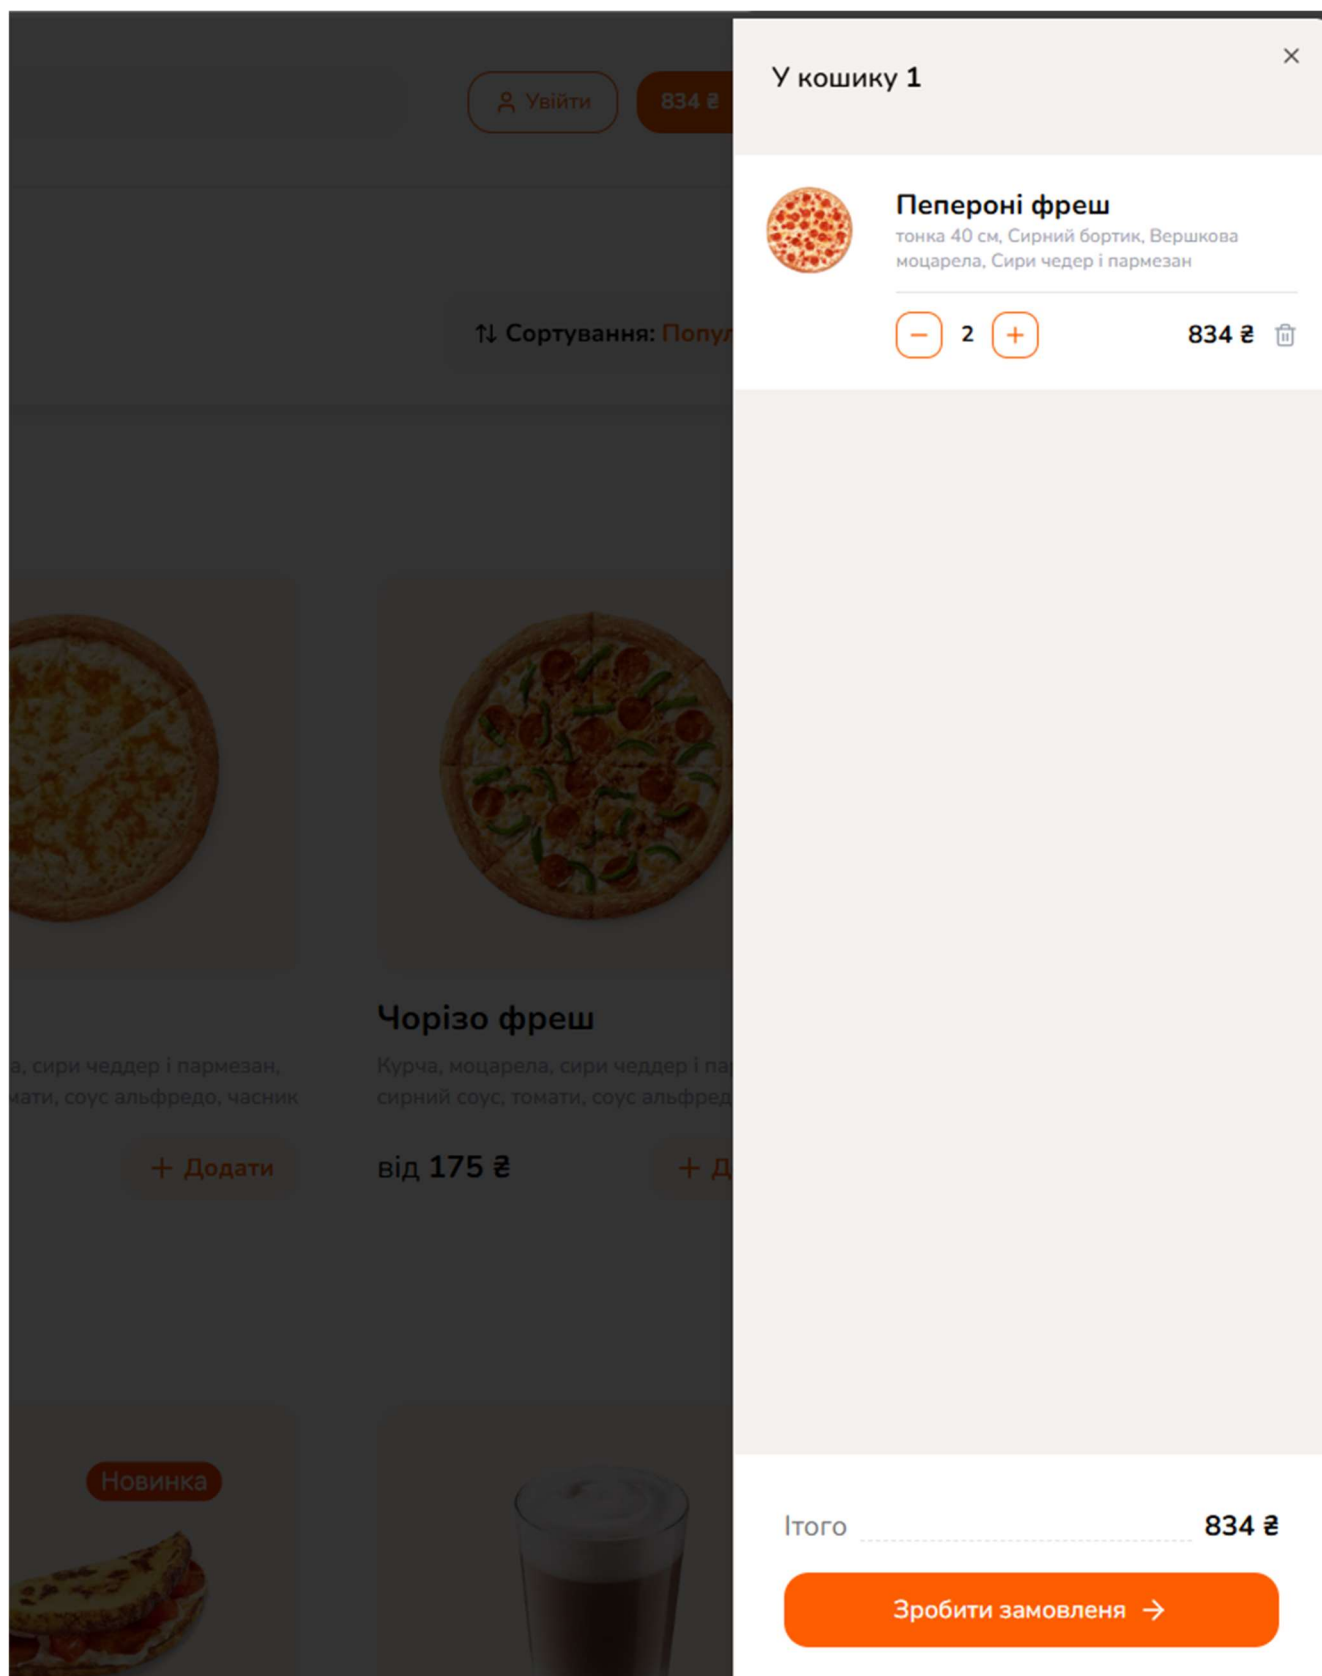 Увійти
834 ₴
Сортування: Попул
а, сири чеддер і пармезан,
мати, соус альфредо, часник
+ Додати
Чорізо фреш
Курча, моцарела, сири чеддер і па
сирний соус, томати, соус альфред
від 175 ₴
+ Д
Новинка
У кошику 1
Пепероні фреш
тонка 40 см, Сирний бортик, Вершкова
моцарела, Сири чедер і пармезан
− 2 +
834 ₴
Ітого 834 ₴
Зробити замовленя →